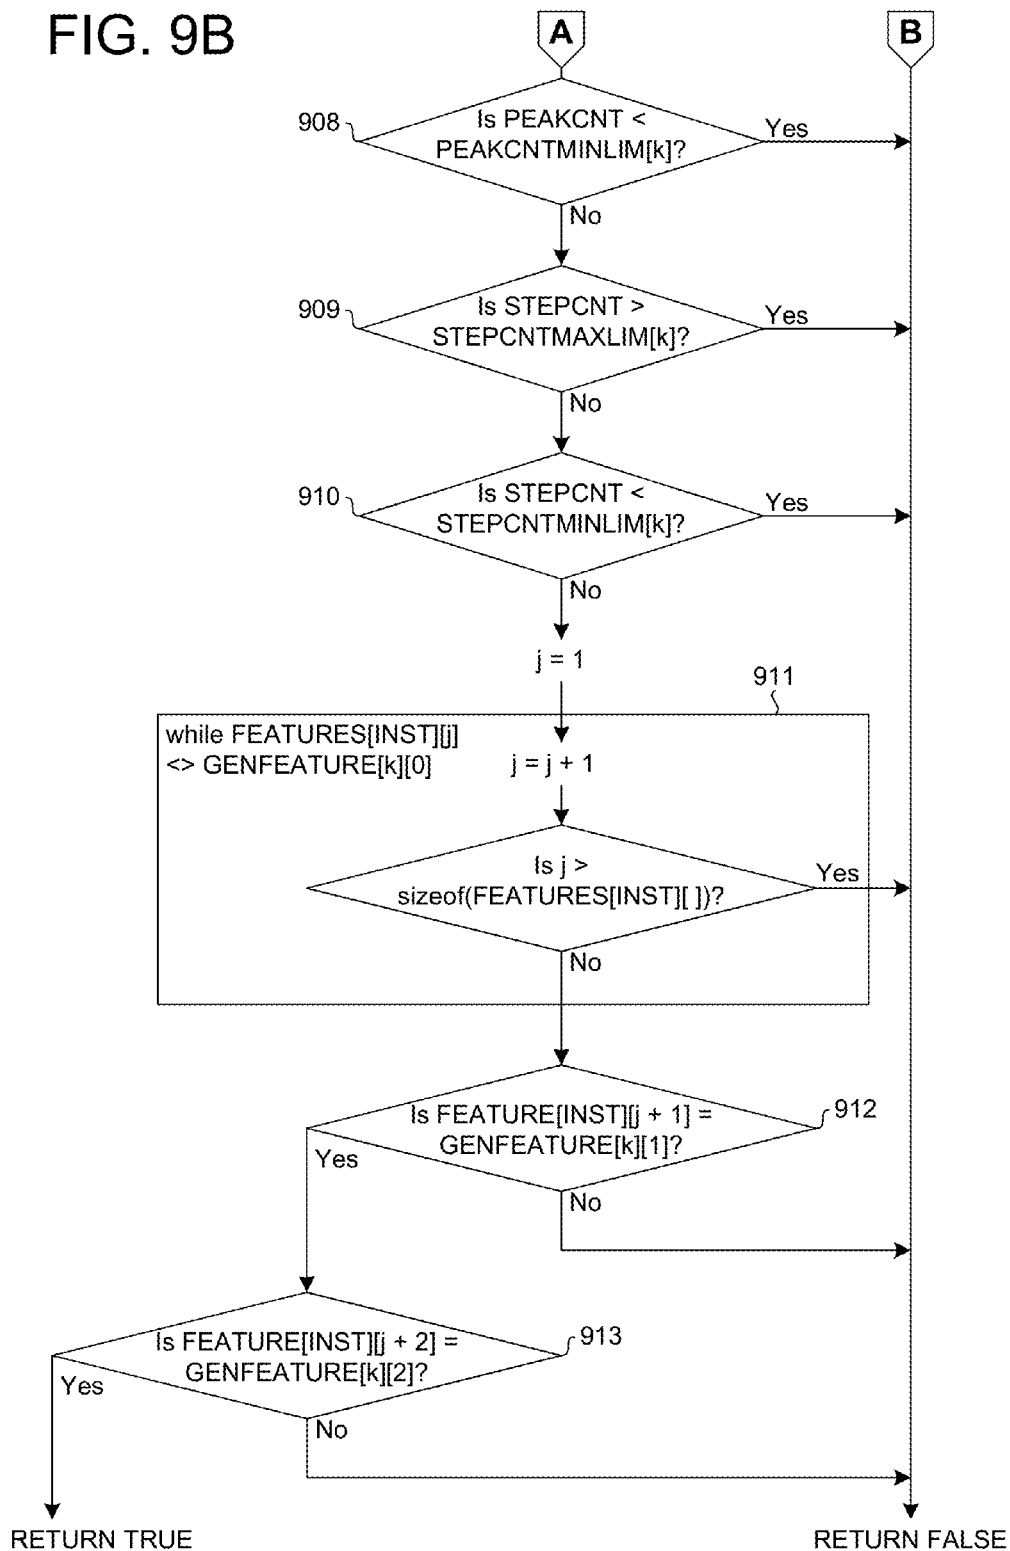 FIG. 9B
A
B
908
Is PEAKCNT <
PEAKCNTMINLIM[k]?
Yes
No
909
Is STEPCNT >
STEPCNTMAXLIM[k]?
Yes
No
910
Is STEPCNT <
STEPCNTMINLIM[k]?
Yes
No
j = 1
911
while FEATURES[INST][j]
<> GENFEATURE[k][0]
j = j + 1
Is j >
sizeof(FEATURES[INST][ ])?
Yes
No
Is FEATURE[INST][j + 1] =
GENFEATURE[k][1]?
912
Yes
No
Is FEATURE[INST][j + 2] =
GENFEATURE[k][2]?
913
Yes
No
RETURN TRUE
RETURN FALSE